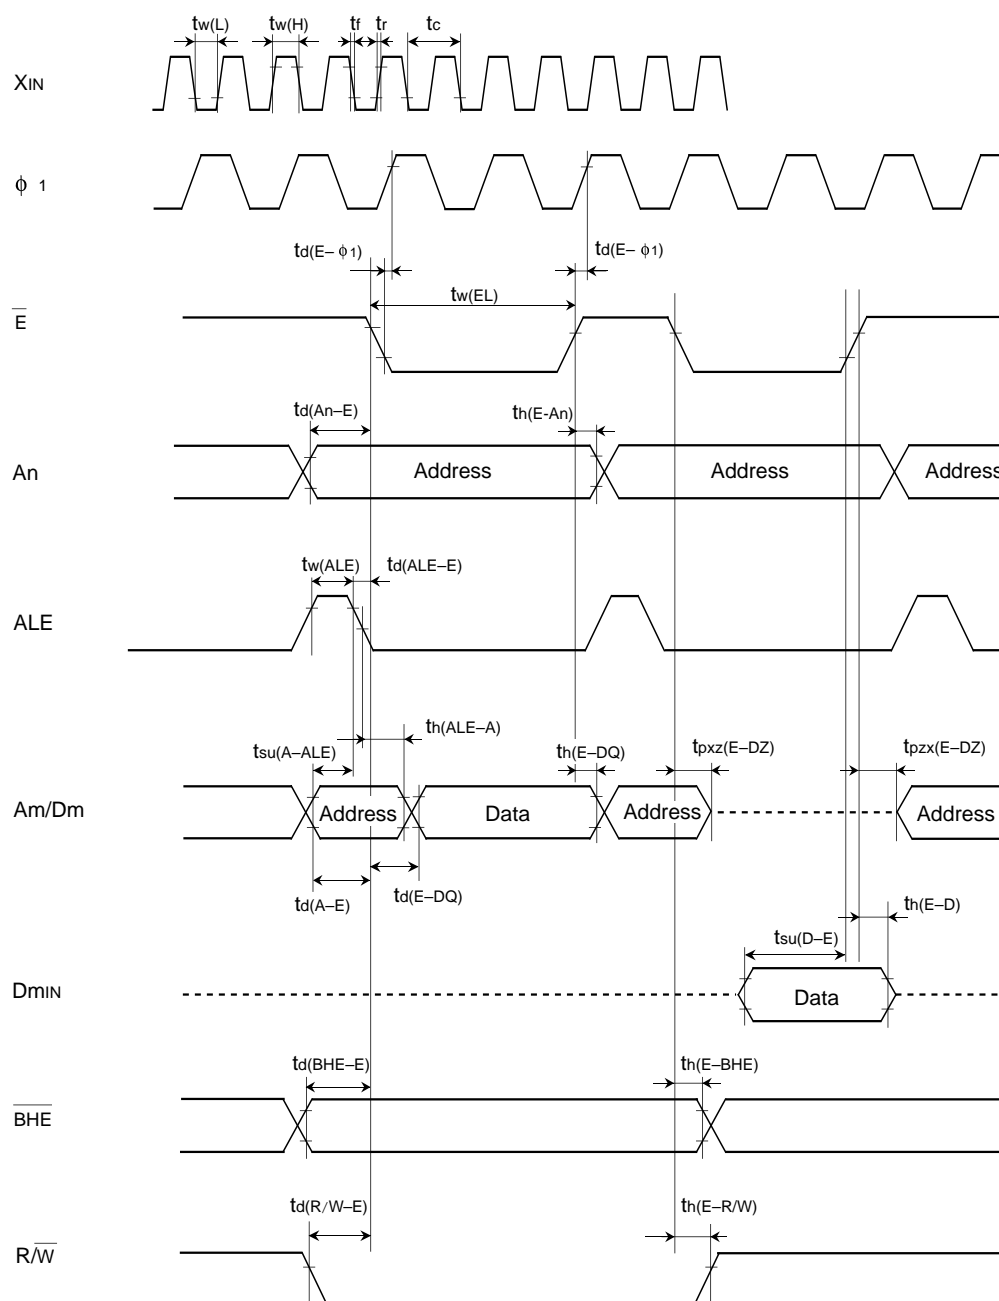 tw(L) tw(H) tf tr tc
XIN
ϕ 1
td(E– ϕ1) td(E– ϕ1)
tw(EL)
E
td(An–E) th(E-An)
An Address Address Address
tw(ALE) td(ALE–E)
ALE
th(ALE–A)
tsu(A–ALE) th(E–DQ) tpxz(E–DZ) tpzx(E–DZ)
Am/Dm Address Data Address Address
td(A–E) td(E–DQ) th(E–D)
tsu(D–E)
DmIN Data
td(BHE–E) th(E–BHE)
BHE
td(R/W–E) th(E–R/W)
R/W